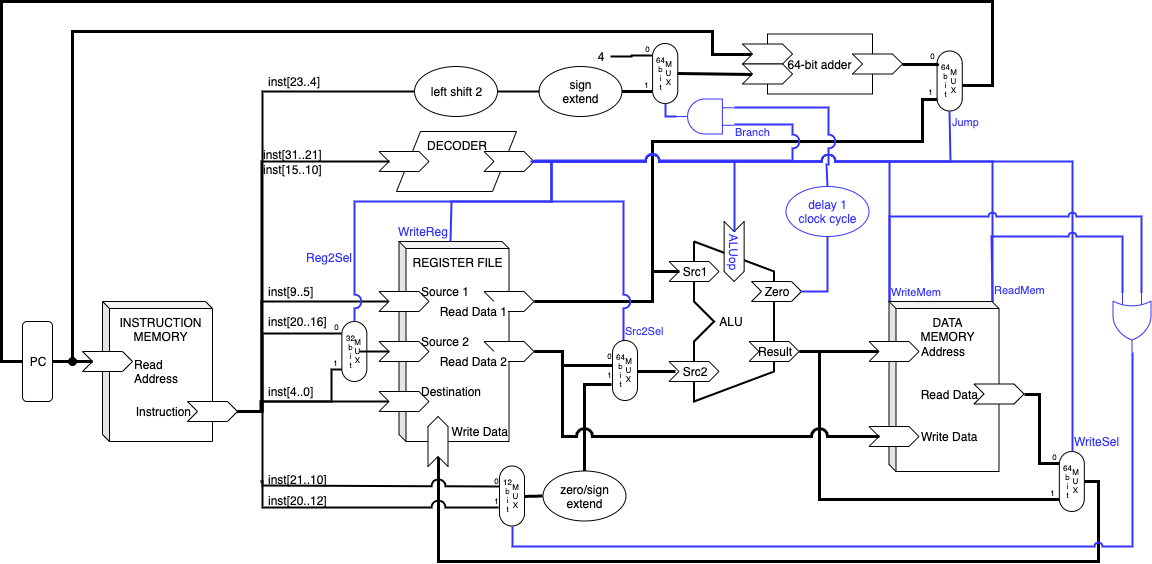 4
0
64 bit MUX
1
64-bit adder
0
64 bit MUX
1
inst[23..4]
left shift 2
sign
extend
Branch
Jump
DECODER
inst[31..21]
inst[15..10]
delay 1
clock cycle
WriteReg
ALUop
Reg2Sel
REGISTER FILE
Src1
inst[9..5]
Source 1
Read Data 1
Zero
WriteMem
ReadMem
INSTRUCTION
MEMORY
inst[20..16]
0
32 bit MUX
1
Source 2
Read Data 2
Src2Sel
0
64 bit MUX
1
ALU
DATA
MEMORY
PC
Read
Address
Result
Address
Src2
inst[4..0]
Destination
Read Data
Instruction
Write Data
Write Data
WriteSel
0
64 bit MUX
1
inst[21..10]
0
12 bit MUX
1
inst[20..12]
zero/sign
extend